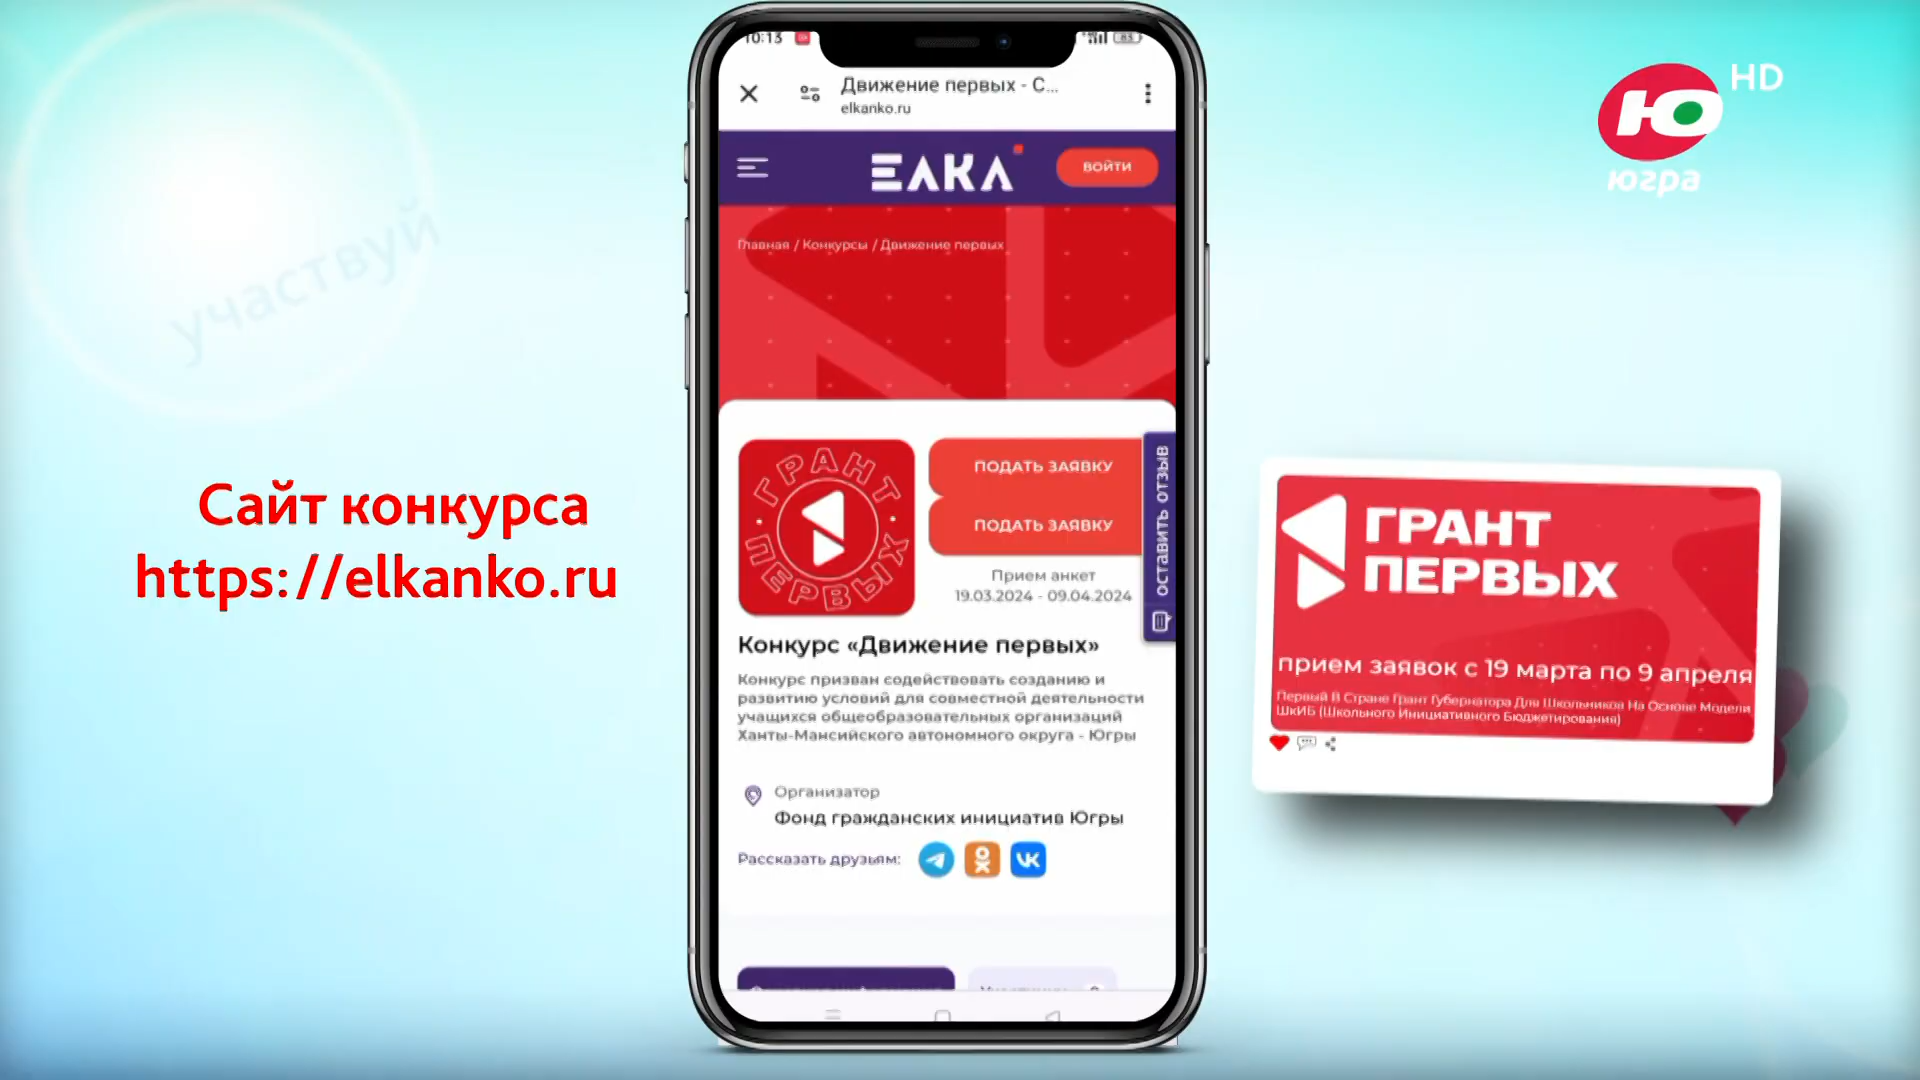 участвуй
Сайт конкурса
https://elkanko.ru
10:13
83
Движение первых - С...
elkanko.ru
ЕЛКА
ВОЙТИ
Главная / Конкурсы / Движение первых
ГРАНТ ПЕРВЫХ
ПОДАТЬ ЗАЯВКУ
ПОДАТЬ ЗАЯВКУ
Прием анкет
19.03.2024 - 09.04.2024
ОСТАВИТЬ ОТЗЫВ
Конкурс «Движение первых»
Конкурс призван содействовать созданию и
развитию условий для совместной деятельности
учащихся общеобразовательных организаций
Ханты-Мансийского автономного округа - Югры
Организатор
Фонд гражданских инициатив Югры
Рассказать друзьям:
HD
Ю
югра
ГРАНТ
ПЕРВЫХ
прием заявок с 19 марта по 9 апреля
Первый В Стране Грант Губернатора Для Школьников На Основе Модели
ШкИБ (Школьного Инициативного Бюджетирования)